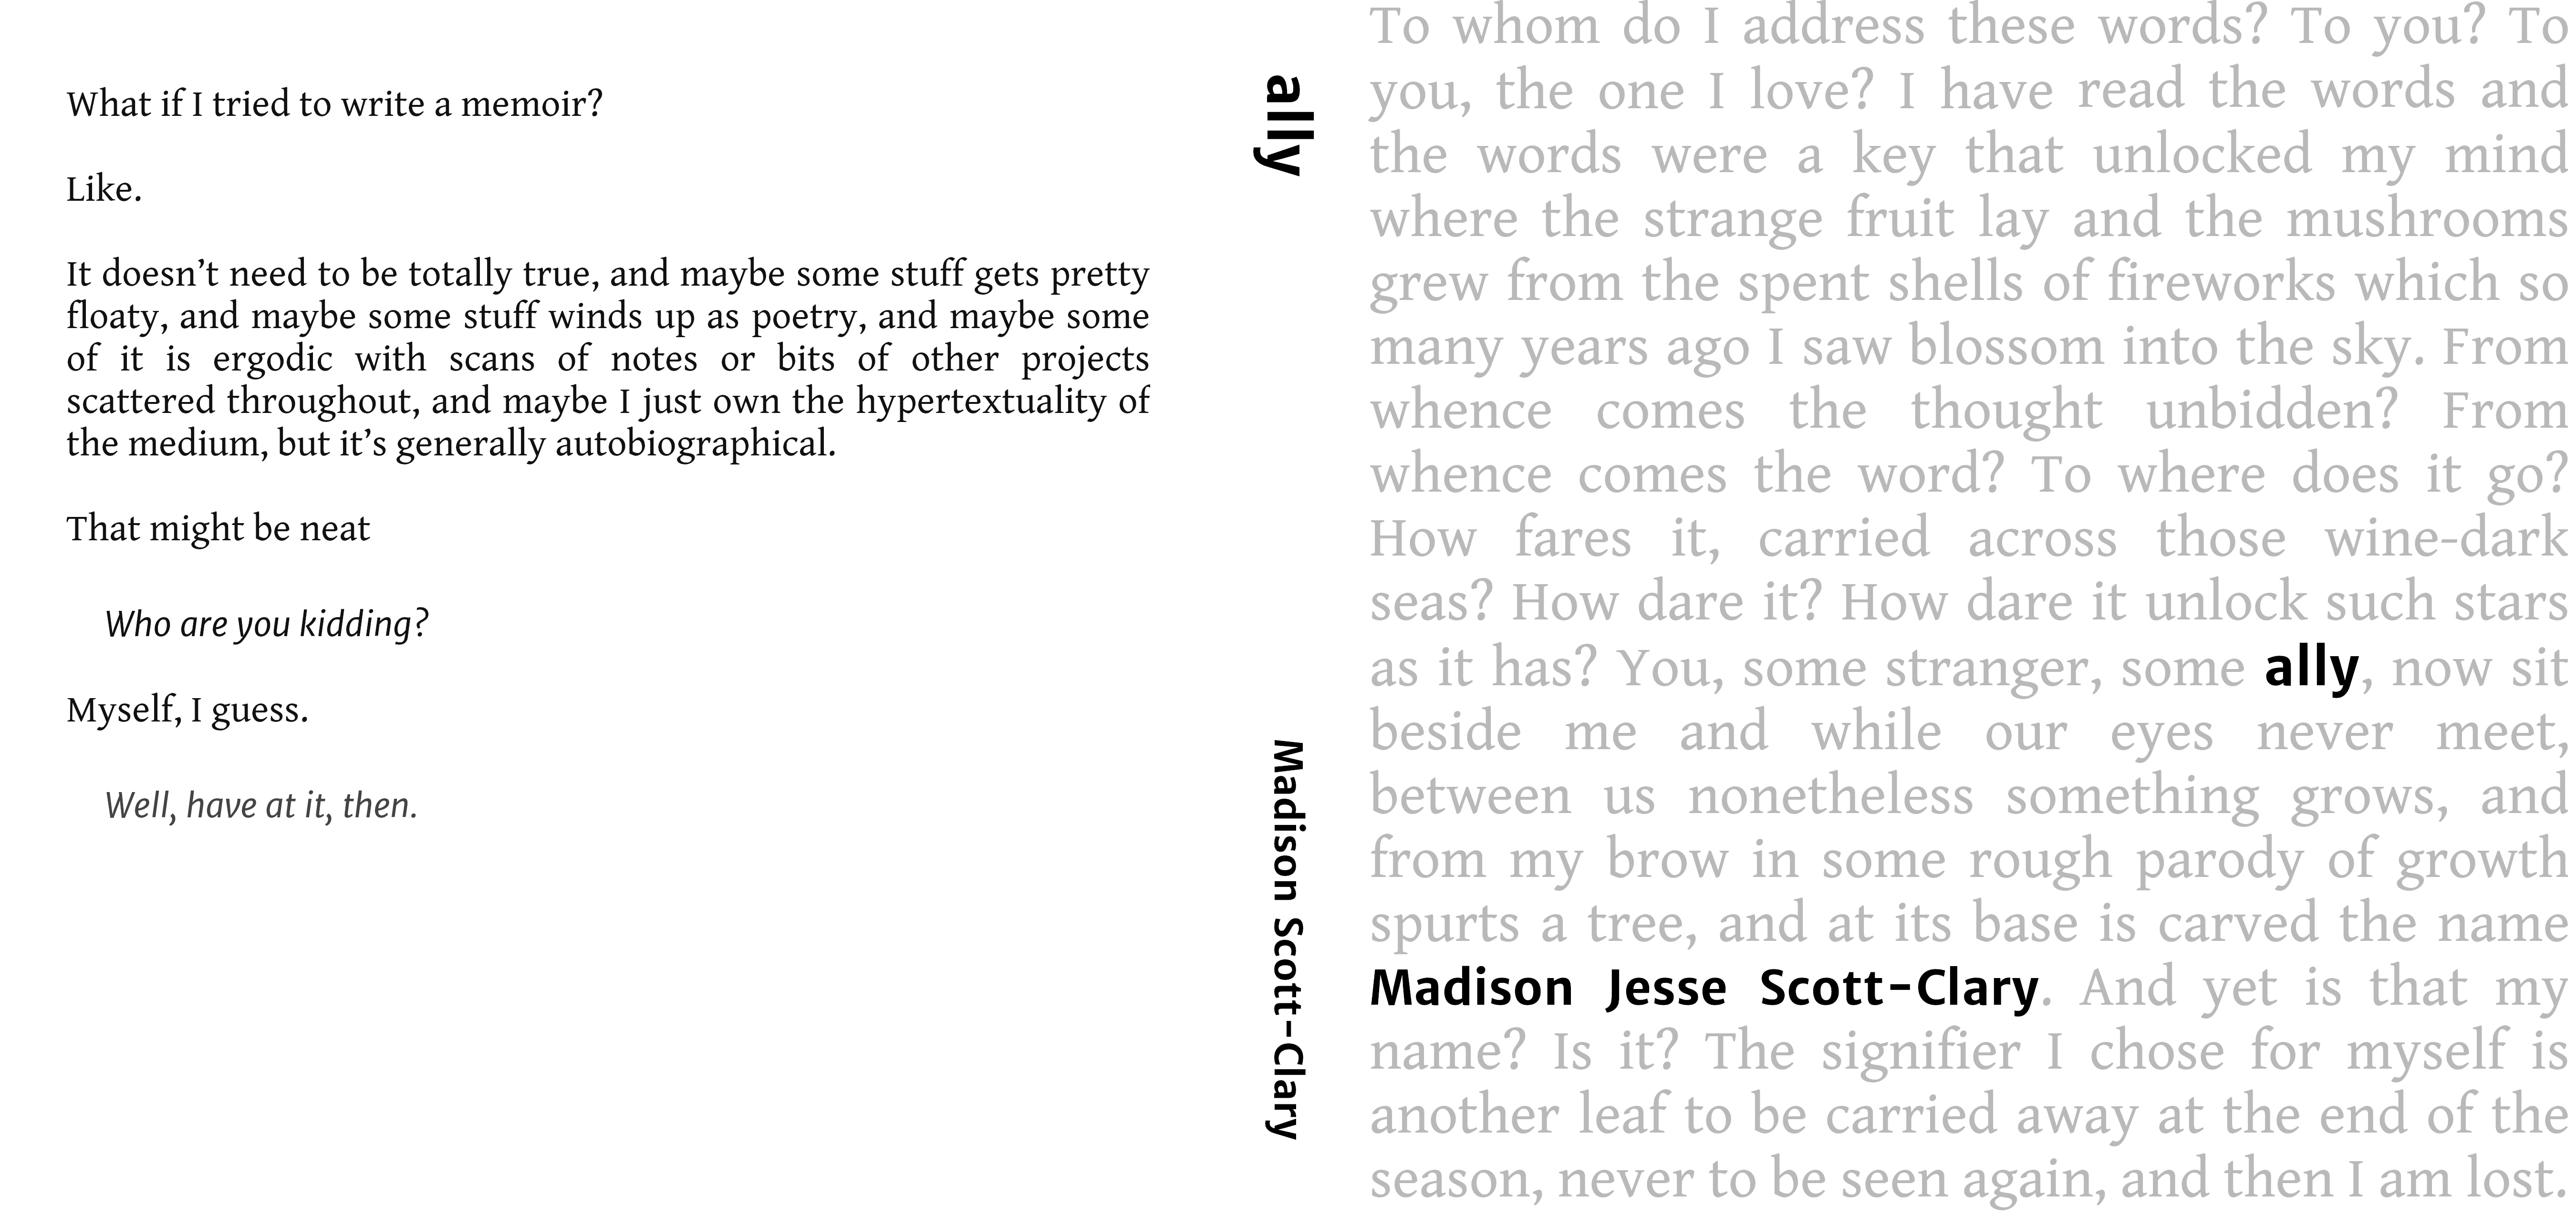 What if I tried to write a memoir?
Like.
It doesn’t need to be totally true, and maybe some stuff gets pretty
floaty, and maybe some stuff winds up as poetry, and maybe some
of it is ergodic with scans of notes or bits of other projects
scattered throughout, and maybe I just own the hypertextuality of
the medium, but it’s generally autobiographical.
That might be neat
Who are you kidding?
Myself, I guess.
Well, have at it, then.
ally
Madison Scott-Clary
To whom do I address these words? To you? To
you, the one I love? I have read the words and
the words were a key that unlocked my mind
where the strange fruit lay and the mushrooms
grew from the spent shells of fireworks which so
many years ago I saw blossom into the sky. From
whence comes the thought unbidden? From
whence comes the word? To where does it go?
How fares it, carried across those wine-dark
seas? How dare it? How dare it unlock such stars
as it has? You, some stranger, some ally, now sit
beside me and while our eyes never meet,
between us nonetheless something grows, and
from my brow in some rough parody of growth
spurts a tree, and at its base is carved the name
Madison Jesse Scott-Clary. And yet is that my
name? Is it? The signifier I chose for myself is
another leaf to be carried away at the end of the
season, never to be seen again, and then I am lost.